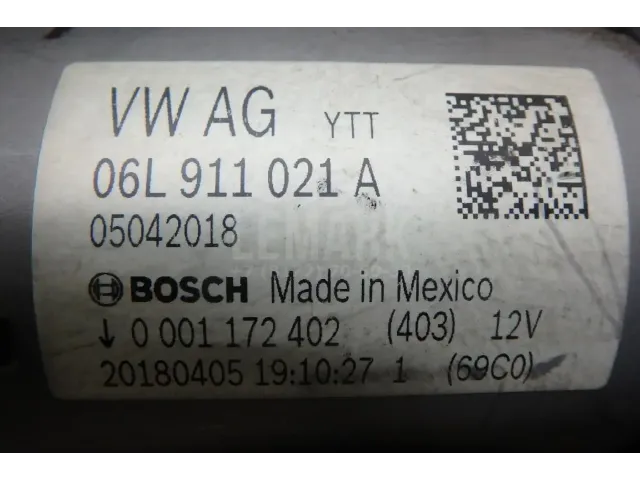 VW AG YTT
06L 911 021 A
05042018
LEMARK
BOSCH Made in Mexico
↓ 0 001 172 402 (403) 12V
20180405 19:10:27 1 (69C0)